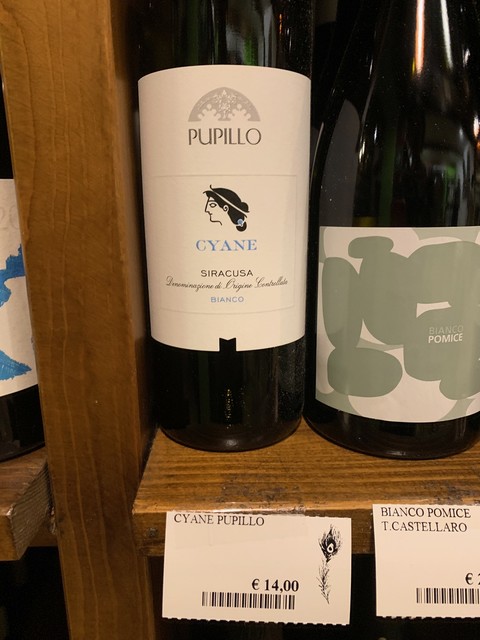 PUPILLO
CYANE
SIRACUSA
Denominazione di Origine Controllata
BIANCO
BIANCO
POMICE
CYANE PUPILLO
€ 14,00
BIANCO POMICE
T.CASTELLARO
€